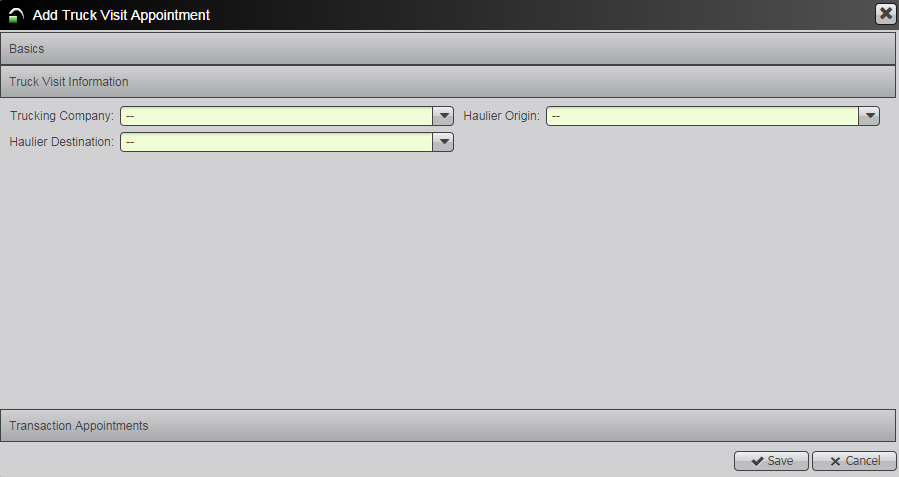 Add Truck Visit Appointment
Basics
Truck Visit Information
Trucking Company: -- Haulier Origin: --
Haulier Destination: --
Transaction Appointments
Save Cancel